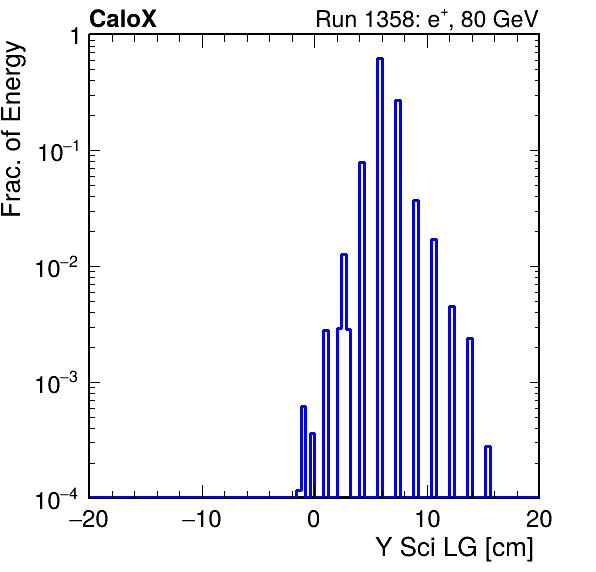 CaloX Run 1358: e⁺, 80 GeV
Frac. of Energy
1
10⁻¹
10⁻²
10⁻³
10⁻⁴
−20 −10 0 10 20
Y Sci LG [cm]